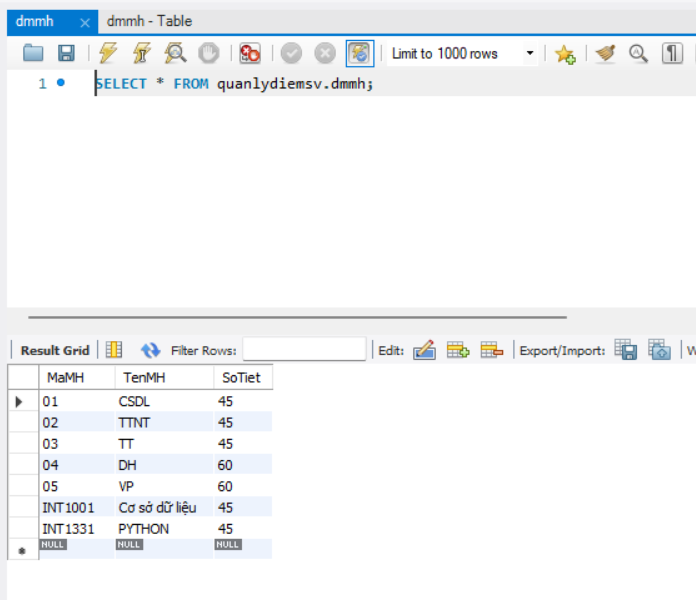 dmmh × dmmh - Table
Limit to 1000 rows
1 SELECT * FROM quanlydiemsv.dmmh;
Result Grid Filter Rows: Edit: Export/Import: W
MaMH TenMH SoTiet
01 CSDL 45
02 TTNT 45
03 TT 45
04 DH 60
05 VP 60
INT1001 Cơ sở dữ liệu 45
INT1331 PYTHON 45
NULL NULL NULL